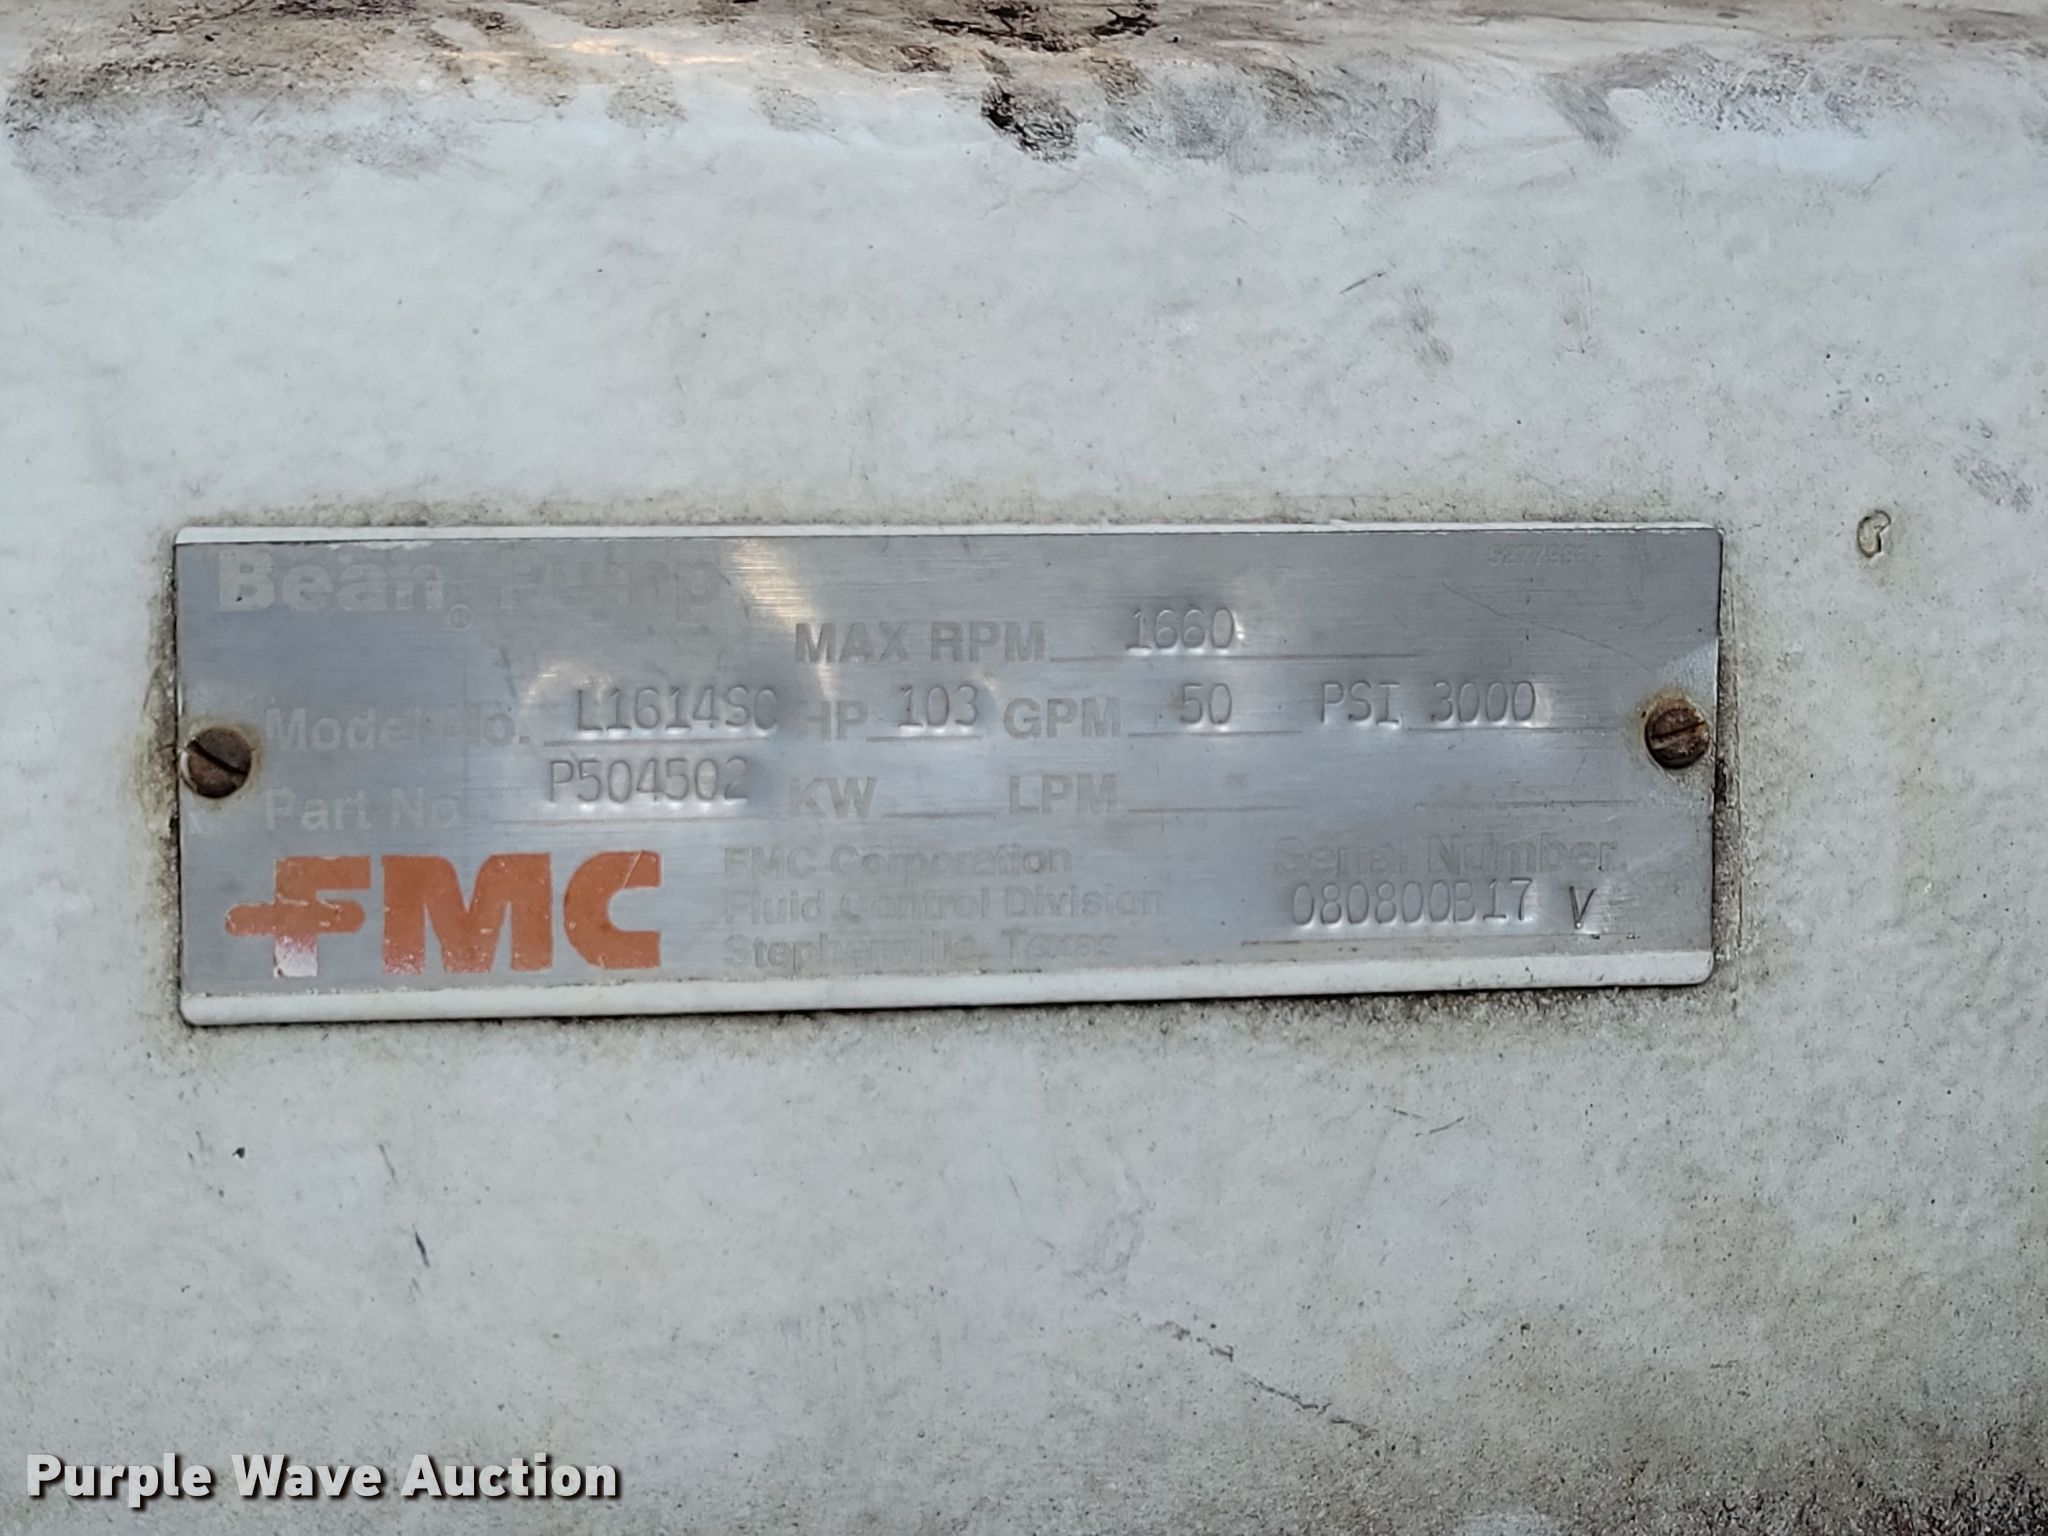 Bean® Pump
MAX RPM 1660
Model No. L1614SC HP 103 GPM 50 PSI 3000
Part No P504502 KW LPM
FMC
FMC Corporation
Fluid Control Division
Stephenville, Texas
Serial Number
080800B17 V
Purple Wave Auction